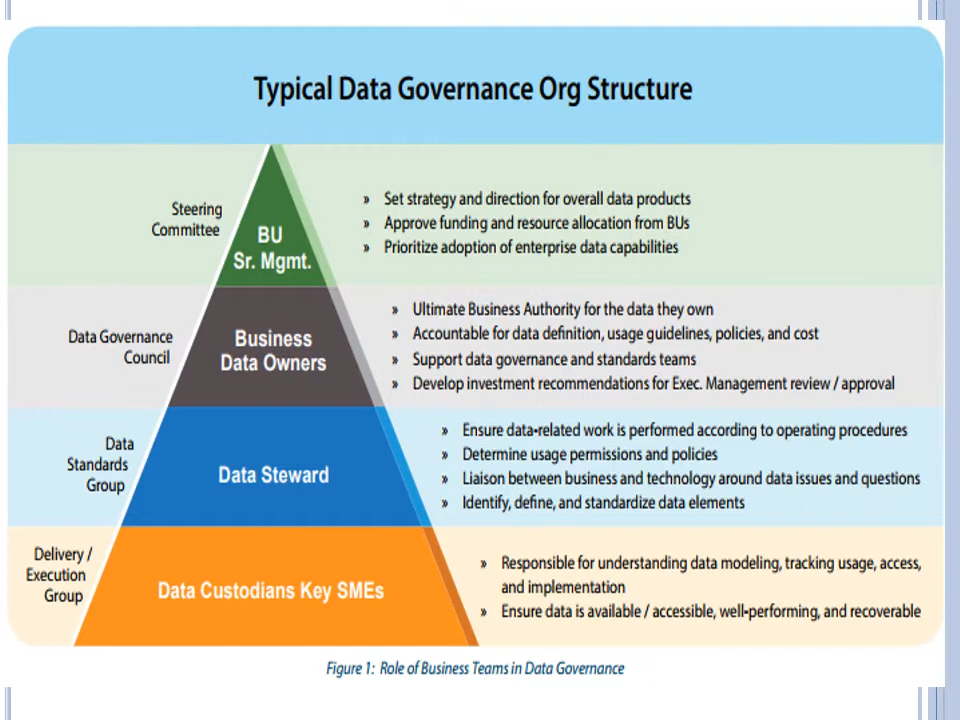 Typical Data Governance Org Structure
Steering
Committee
BU
Sr. Mgmt.
» Set strategy and direction for overall data products
» Approve funding and resource allocation from BUs
» Prioritize adoption of enterprise data capabilities
Data Governance
Council
Business
Data Owners
» Ultimate Business Authority for the data they own
» Accountable for data definition, usage guidelines, policies, and cost
» Support data governance and standards teams
» Develop investment recommendations for Exec. Management review / approval
Data
Standards
Group
Data Steward
» Ensure data-related work is performed according to operating procedures
» Determine usage permissions and policies
» Liaison between business and technology around data issues and questions
» Identify, define, and standardize data elements
Delivery /
Execution
Group
Data Custodians Key SMEs
» Responsible for understanding data modeling, tracking usage, access,
and implementation
» Ensure data is available / accessible, well-performing, and recoverable
Figure 1: Role of Business Teams in Data Governance